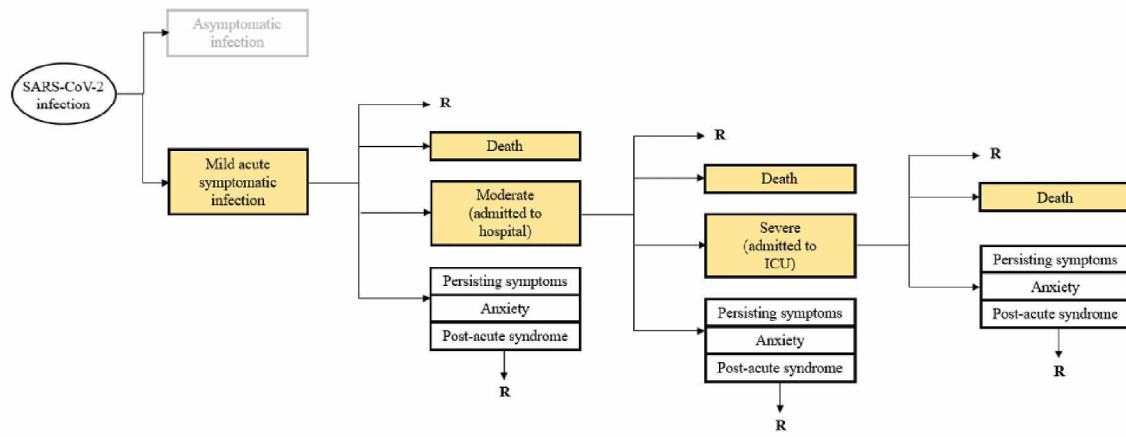 Asymptomatic
infection
SARS-CoV-2
infection
Mild acute
symptomatic
infection
R
Death
Moderate
(admitted to
hospital)
Persisting symptoms
Anxiety
Post-acute syndrome
R
R
Death
Severe
(admitted to
ICU)
Persisting symptoms
Anxiety
Post-acute syndrome
R
R
Death
Persisting symptoms
Anxiety
Post-acute syndrome
R